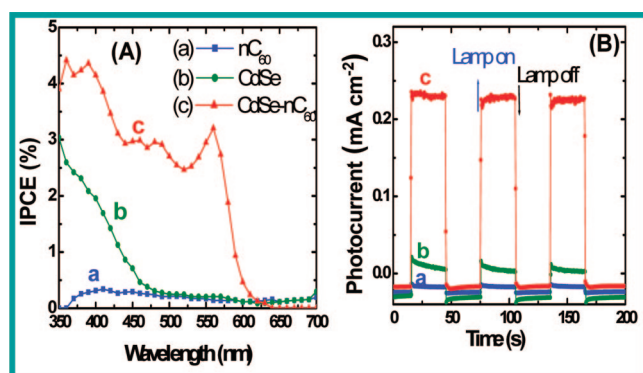 (A)
(a) nC60
(b) CdSe
(c) CdSe-nC60
c
b
a
IPCE (%)
5
4
3
2
1
0
350 400 450 500 550 600 650 700
Wavelength (nm)
(B)
Lamp on
Lamp off
c
b
a
Photocurrent (mA cm-2)
0.3
0.2
0.1
0.0
0 50 100 150 200
Time (s)